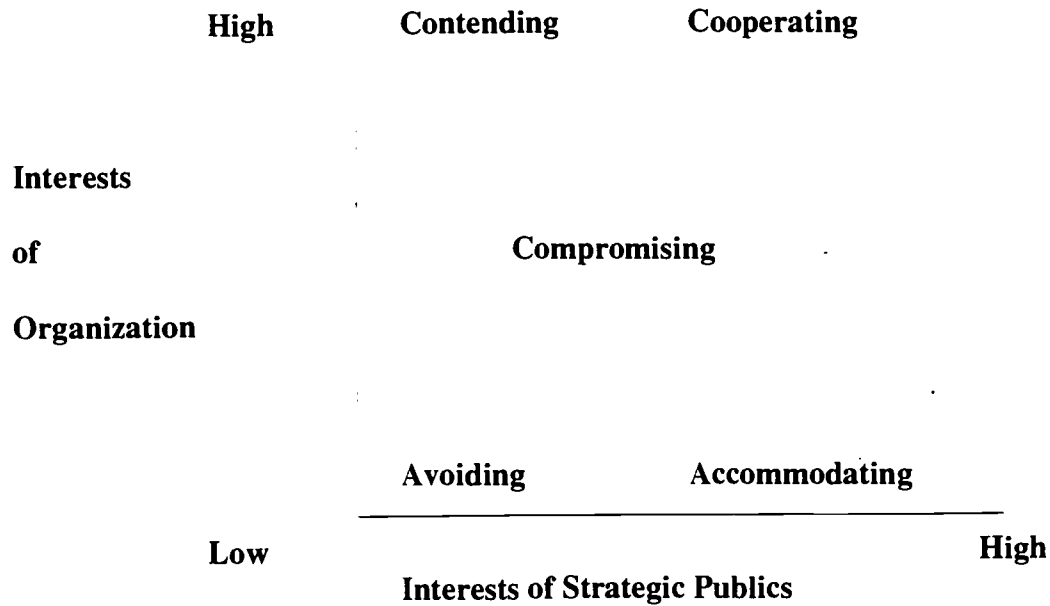 High Contending Cooperating
Interests
of Compromising
Organization
Avoiding Accommodating
Low High
Interests of Strategic Publics